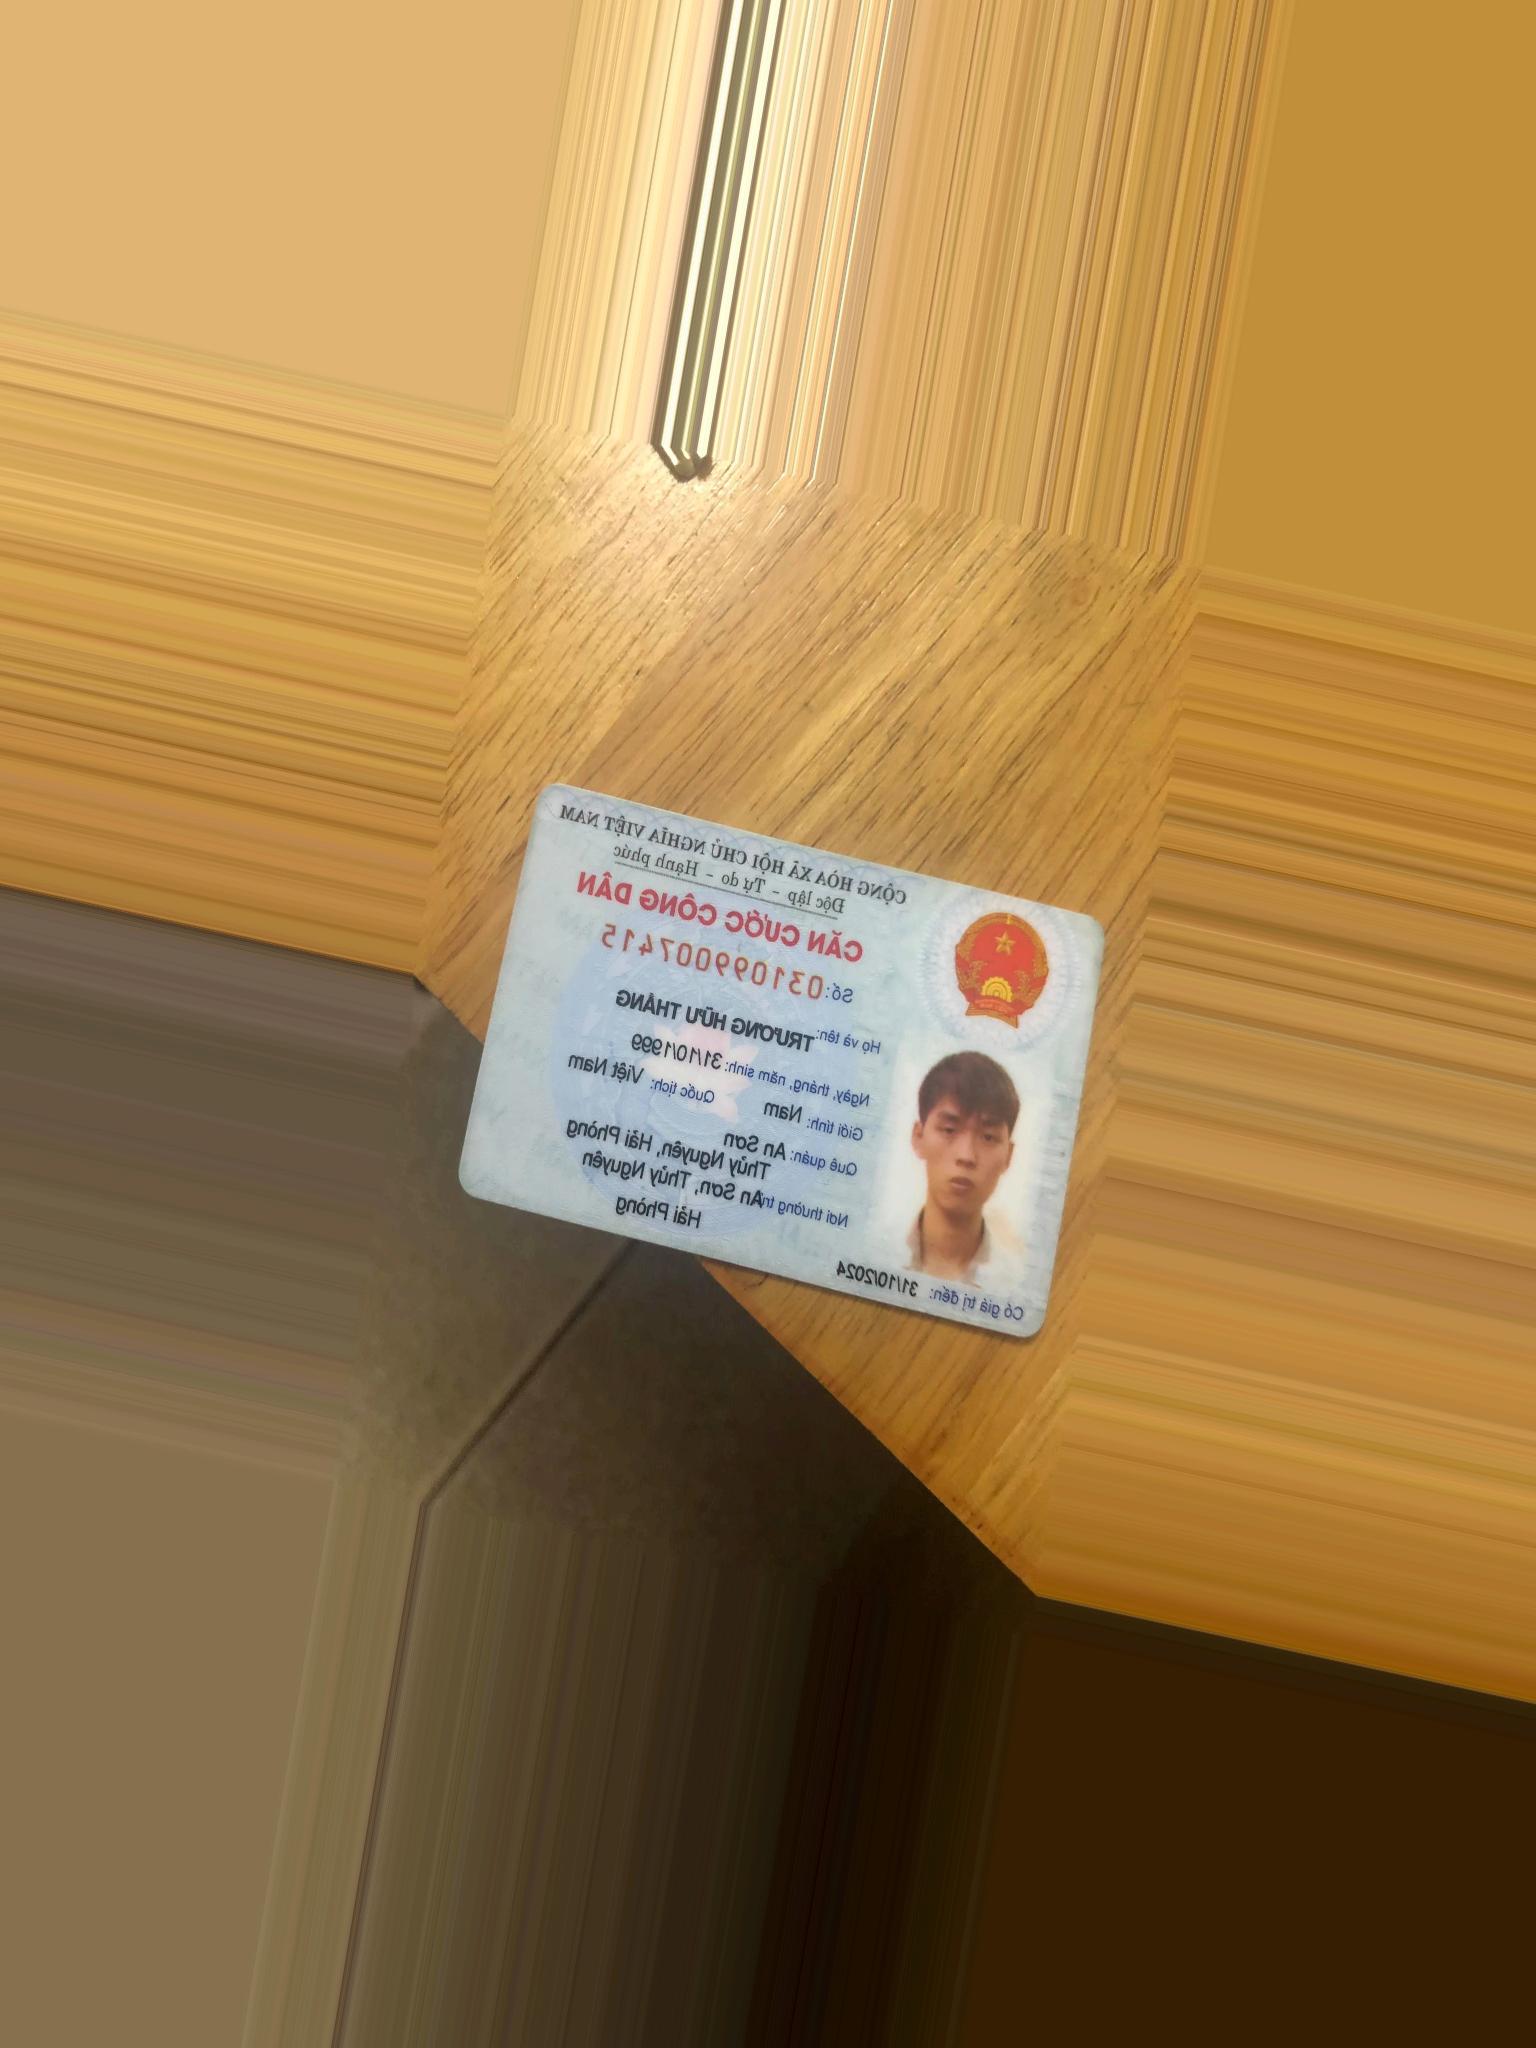 CỘNG HÒA XÃ HỘI CHỦ NGHĨA VIỆT NAM
Độc lập - Tự do - Hạnh phúc
CĂN CƯỚC CÔNG DÂN
Số: 031099007415
Họ và tên: TRƯƠNG HỮU THẮNG
Ngày, tháng, năm sinh: 31/10/1999
Giới tính: Nam Quốc tịch: Việt Nam
Quê quán: An Sơn
Thủy Nguyên, Hải Phòng
Nơi thường trú An Sơn, Thủy Nguyên
Hải Phòng
Có giá trị đến: 31/10/2024